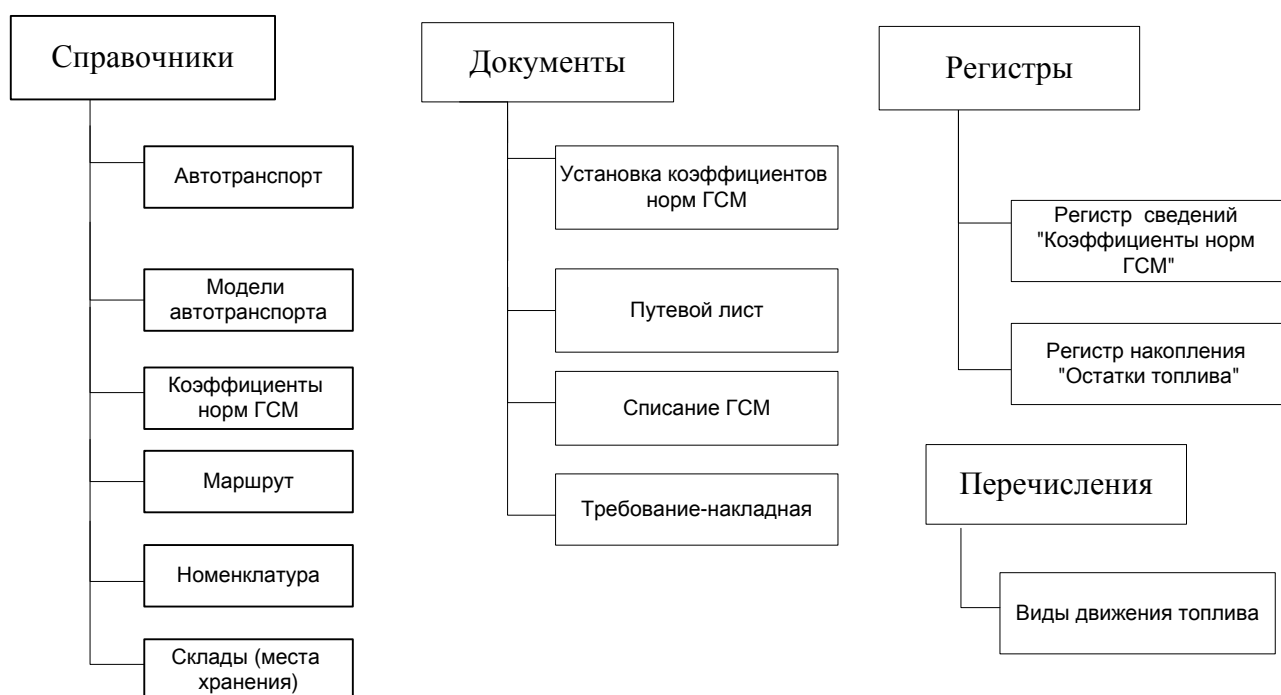 Справочники
Автотранспорт
Модели
автотранспорта
Коэффициенты
норм ГСМ
Маршрут
Номенклатура
Склады (места
хранения)
Документы
Установка коэффициентов
норм ГСМ
Путевой лист
Списание ГСМ
Требование-накладная
Регистры
Регистр сведений
"Коэффициенты норм
ГСМ"
Регистр накопления
"Остатки топлива"
Перечисления
Виды движения топлива